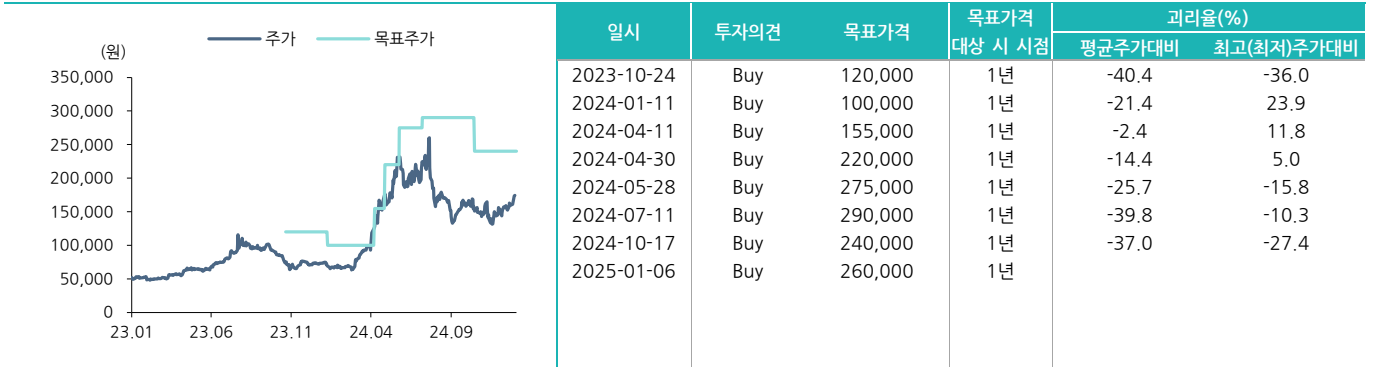 주가 목표주가
(원)
350,000
300,000
250,000
200,000
150,000
100,000
50,000
0
23.01 23.06 23.11 24.04 24.09
일시 투자의견 목표가격 목표가격 대상 시 시점 괴리율(%)
평균주가대비 최고(최저)주가대비
2023-10-24 Buy 120,000 1년 -40.4 -36.0
2024-01-11 Buy 100,000 1년 -21.4 23.9
2024-04-11 Buy 155,000 1년 -2.4 11.8
2024-04-30 Buy 220,000 1년 -14.4 5.0
2024-05-28 Buy 275,000 1년 -25.7 -15.8
2024-07-11 Buy 290,000 1년 -39.8 -10.3
2024-10-17 Buy 240,000 1년 -37.0 -27.4
2025-01-06 Buy 260,000 1년